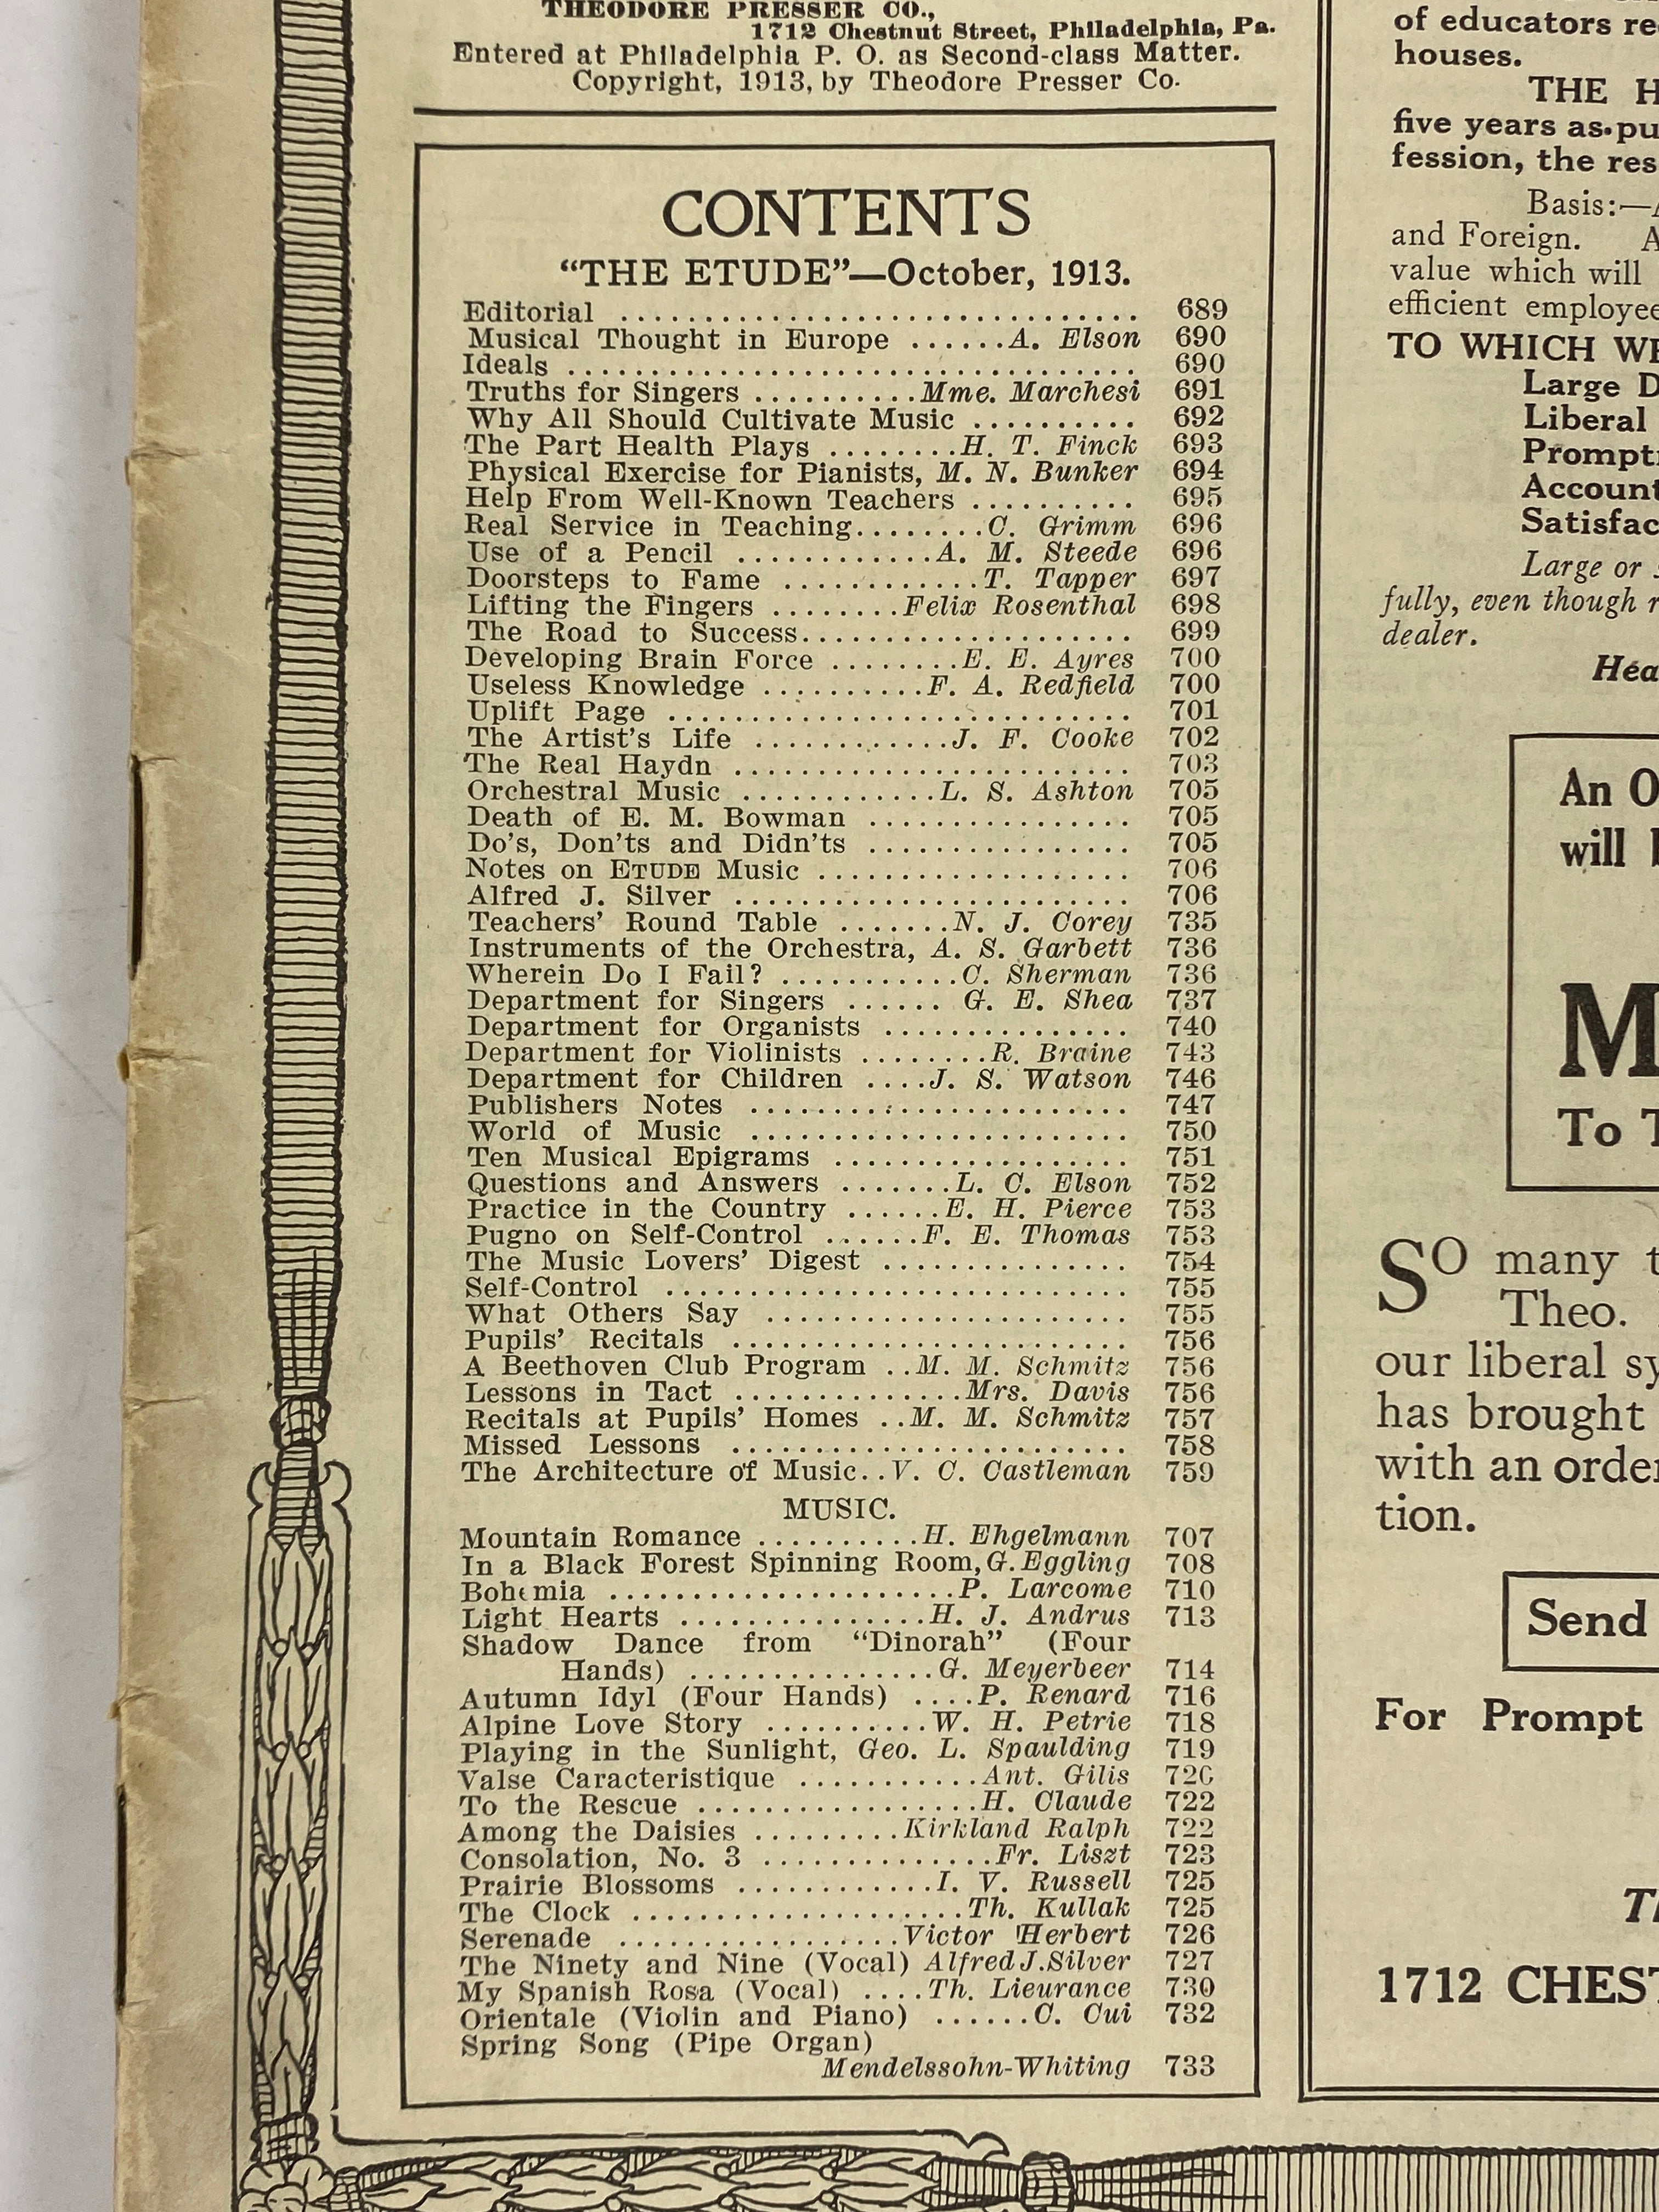 THEODORE PRESSER CO.,
1712 Chestnut Street, Philadelphia, Pa.
Entered at Philadelphia P. O. as Second-class Matter.
Copyright, 1913, by Theodore Presser Co.
CONTENTS
"THE ETUDE"—October, 1913.
Editorial ............................... 689
Musical Thought in Europe ......A. Elson 690
Ideals .................................. 690
Truths for Singers ..........Mme. Marchesi 691
Why All Should Cultivate Music .......... 692
The Part Health Plays ........H. T. Finck 693
Physical Exercise for Pianists, M. N. Bunker 694
Help From Well-Known Teachers .......... 695
Real Service in Teaching........C. Grimm 696
Use of a Pencil ............A. M. Steede 696
Doorsteps to Fame ............T. Tapper 697
Lifting the Fingers ........Felix Rosenthal 698
The Road to Success.................... 699
Developing Brain Force ........E. E. Ayres 700
Useless Knowledge ..........F. A. Redfield 700
Uplift Page ............................ 701
The Artist's Life ............J. F. Cooke 702
The Real Haydn ........................ 703
Orchestral Music ............L. S. Ashton 705
Death of E. M. Bowman ................ 705
Do's, Don'ts and Didn'ts ................ 705
Notes on ETUDE Music ................... 706
Alfred J. Silver ........................ 706
Teachers' Round Table .......N. J. Corey 735
Instruments of the Orchestra, A. S. Garbett 736
Wherein Do I Fail? ...........C. Sherman 736
Department for Singers ...... G. E. Shea 737
Department for Organists ............... 740
Department for Violinists ........R. Braine 743
Department for Children ....J. S. Watson 746
Publishers Notes ....................... 747
World of Music ....................... 750
Ten Musical Epigrams .................. 751
Questions and Answers .......L. C. Elson 752
Practice in the Country ......E. H. Pierce 753
Pugno on Self-Control ......F. E. Thomas 753
The Music Lovers' Digest ............... 754
Self-Control ............................ 755
What Others Say ...................... 755
Pupils' Recitals ........................ 756
A Beethoven Club Program ..M. M. Schmitz 756
Lessons in Tact ..............Mrs. Davis 756
Recitals at Pupils' Homes ..M. M. Schmitz 757
Missed Lessons ........................ 758
The Architecture of Music..V. C. Castleman 759
MUSIC.
Mountain Romance ..........H. Ehgelmann 707
In a Black Forest Spinning Room, G. Eggling 708
Bohemia .....................P. Larcome 710
Light Hearts ...............H. J. Andrus 713
Shadow Dance from "Dinorah" (Four
Hands) ...............G. Meyerbeer 714
Autumn Idyl (Four Hands) ....P. Renard 716
Alpine Love Story ..........W. H. Petrie 718
Playing in the Sunlight, Geo. L. Spaulding 719
Valse Caracteristique ...........Ant. Gilis 720
To the Rescue .................H. Claude 722
Among the Daisies .........Kirkland Ralph 722
Consolation, No. 3 ..............Fr. Liszt 723
Prairie Blossoms ............I. V. Russell 725
The Clock ....................Th. Kullak 725
Serenade .................Victor Herbert 726
The Ninety and Nine (Vocal) Alfred J. Silver 727
My Spanish Rosa (Vocal) ....Th. Lieurance 730
Orientale (Violin and Piano) ......C. Cui 732
Spring Song (Pipe Organ)
Mendelssohn-Whiting 733
of educators
houses.
THE
five years as
fession, the
Basis:—
and Foreign.
value which will
efficient
TO WHICH
Large
Liberal
Large or
fully, even though
dealer.
An
will
To
SO many
Theo.
our liberal
has brought
with an
tion.
Send
For Prompt
1712